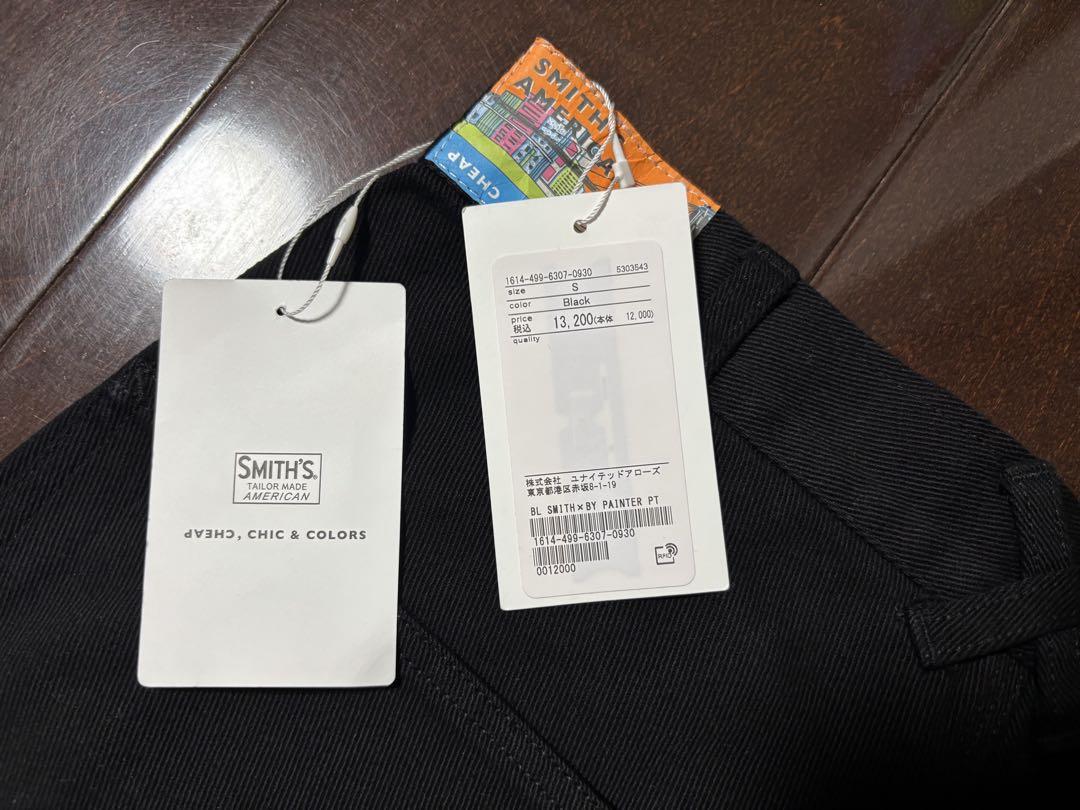 SMITH'
AMERICA
CHEAP
SMITH'S®
TAILOR MADE
AMERICAN
CHEAP, CHIC & COLORS
1614-499-6307-0930 5303543
size S
color Black
price
税込 13,200(本体 12,000)
quality
株式会社 ユナイテッドアローズ
東京都港区赤坂8-1-19
BL SMITH×BY PAINTER PT
1614-499-6307-0930
0012000
RFID